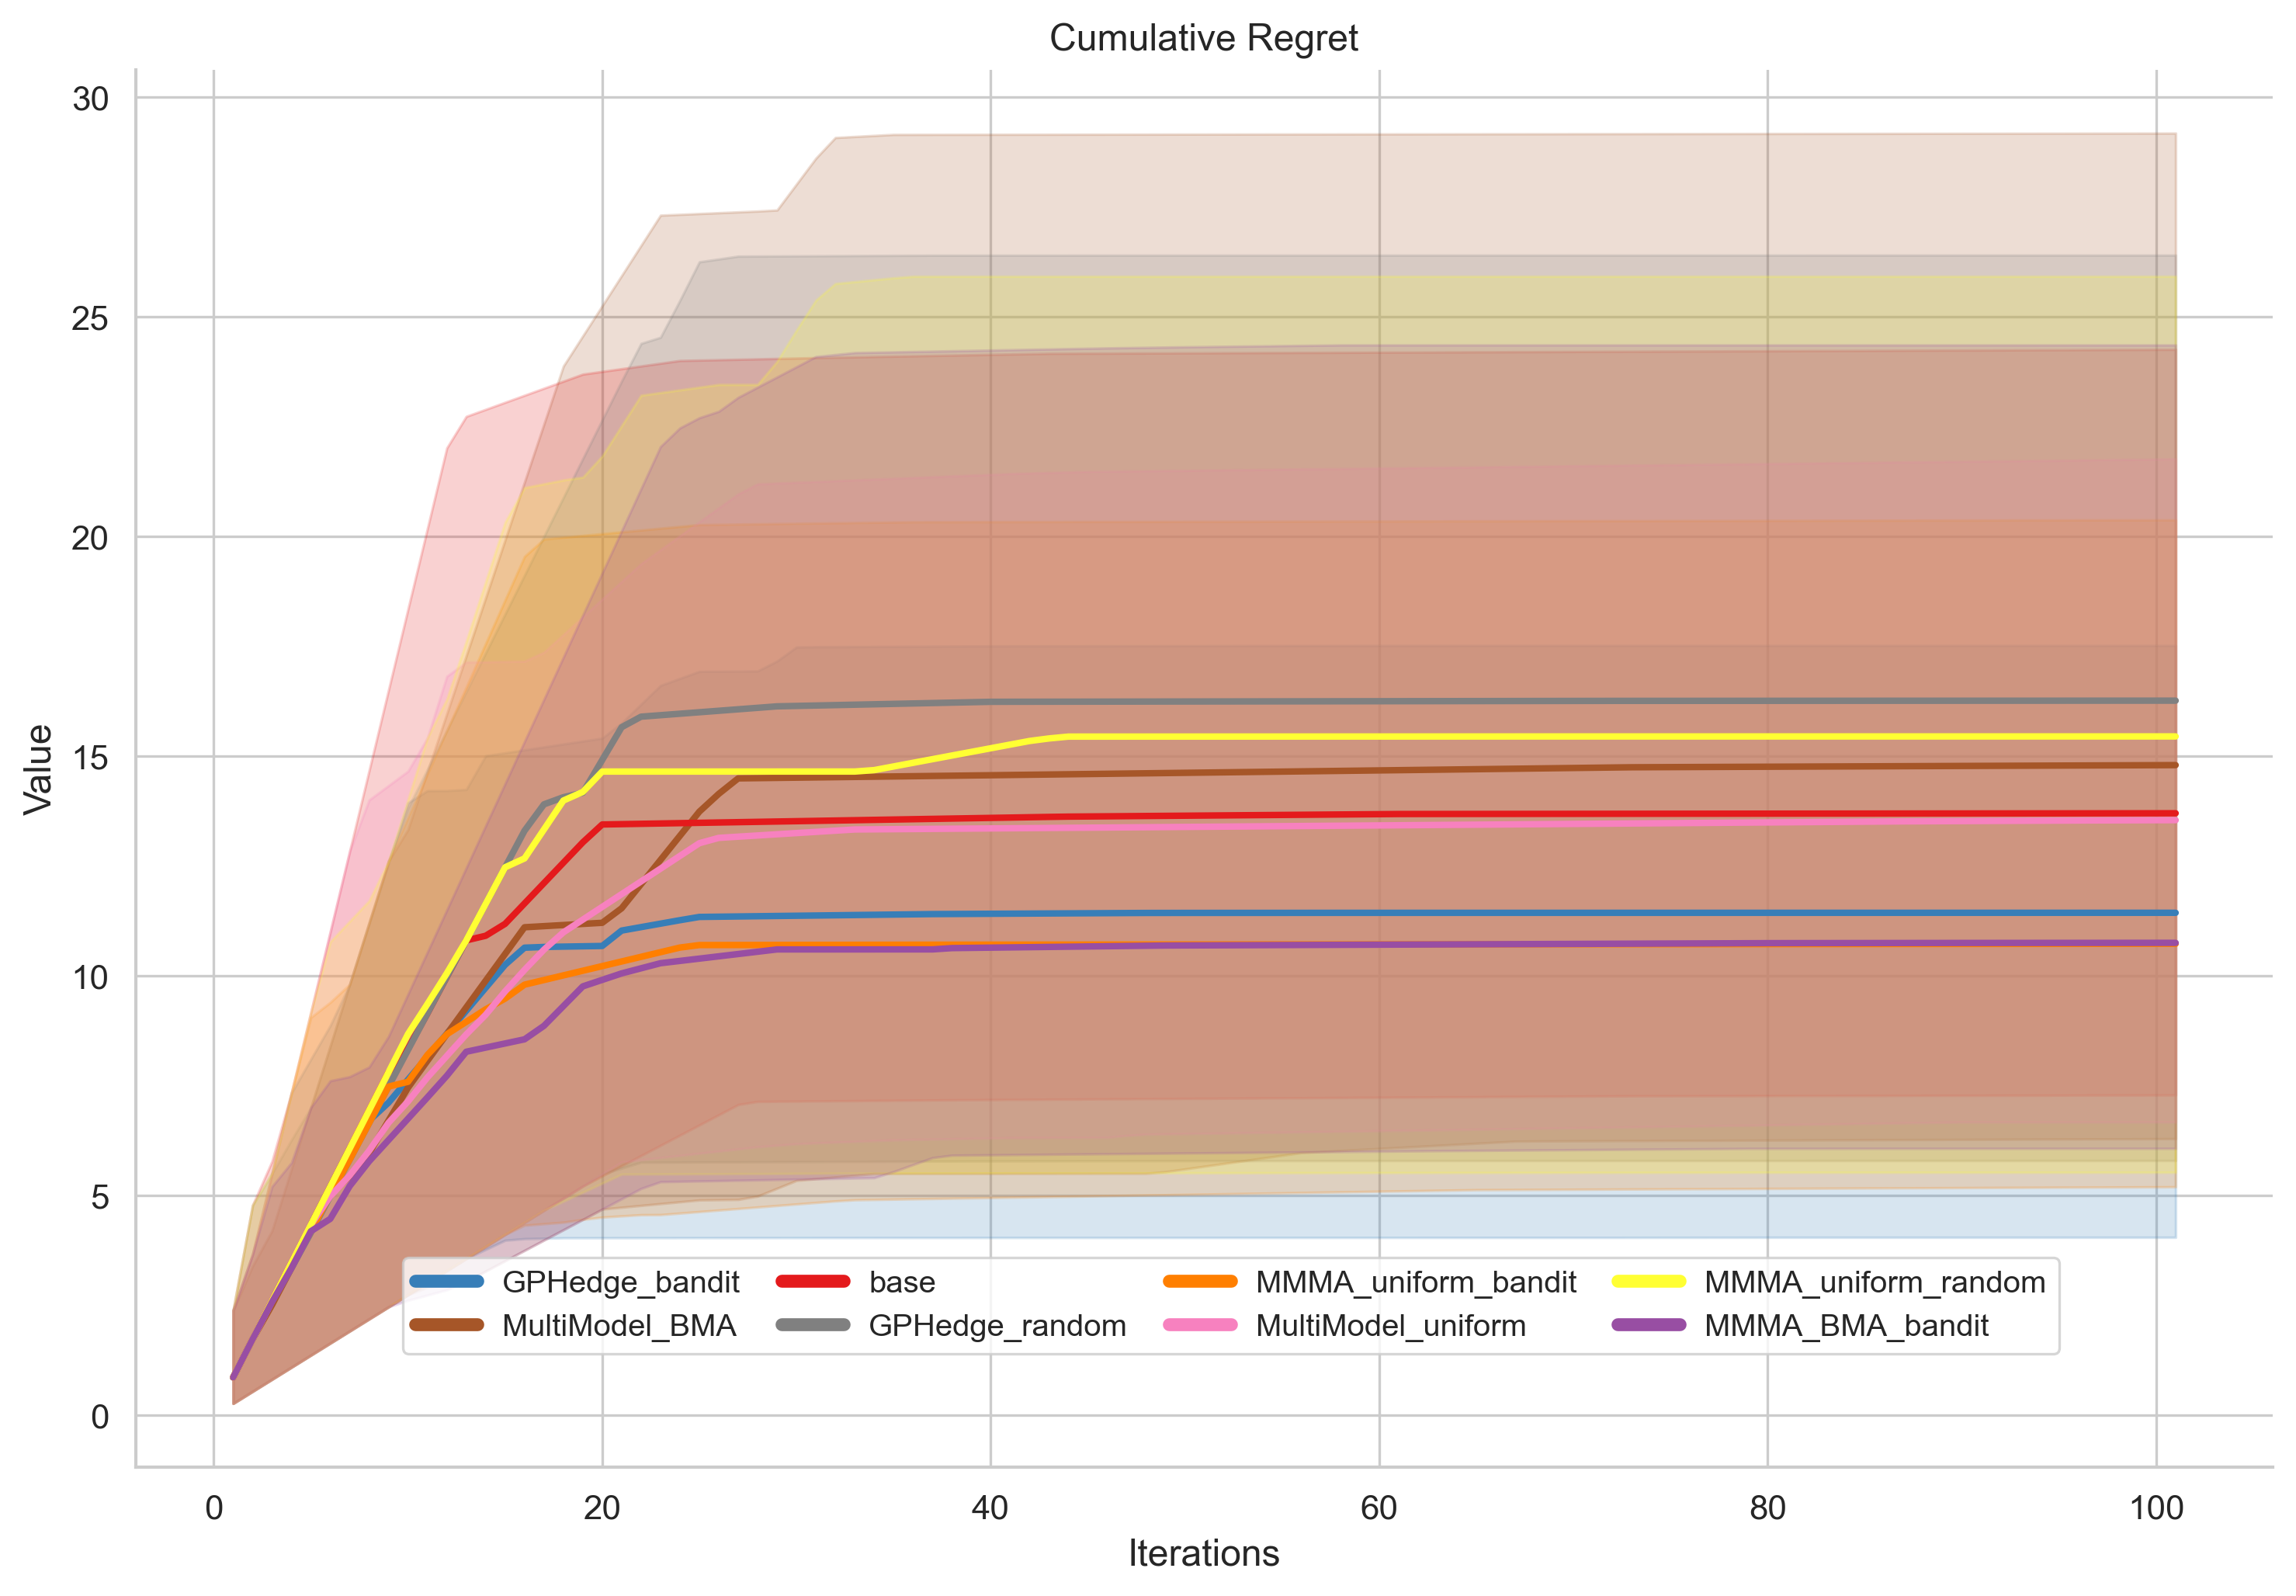 Cumulative Regret
30
25
20
15
10
5
0
Value
GPHedge_bandit base MMMA_uniform_bandit MMMA_uniform_random
MultiModel_BMA GPHedge_random MultiModel_uniform MMMA_BMA_bandit
0 20 40 60 80 100
Iterations